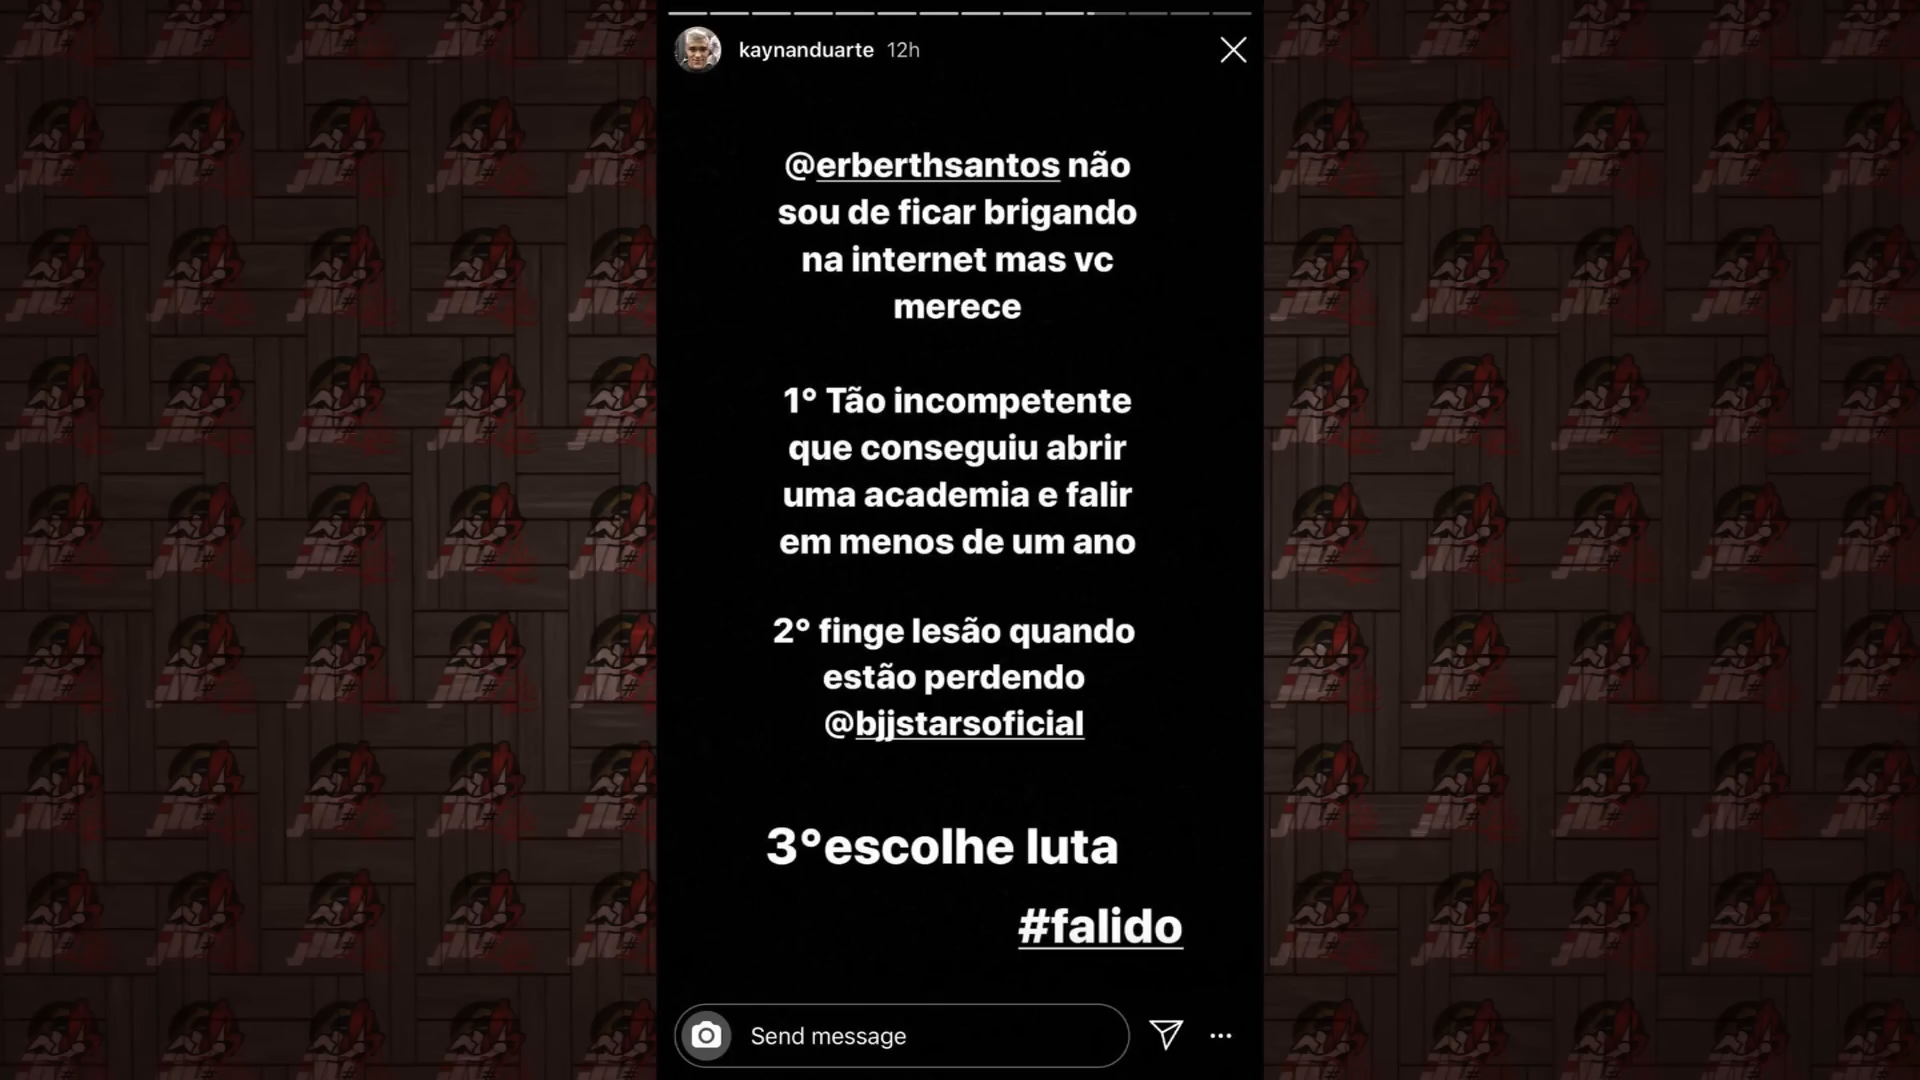 kaynanduarte 12h
@erberthsantos não
sou de ficar brigando
na internet mas vc
merece
1° Tão incompetente
que conseguiu abrir
uma academia e falir
em menos de um ano
2° finge lesão quando
estão perdendo
@bjjstarsoficial
3°escolhe luta
#falido
Send message